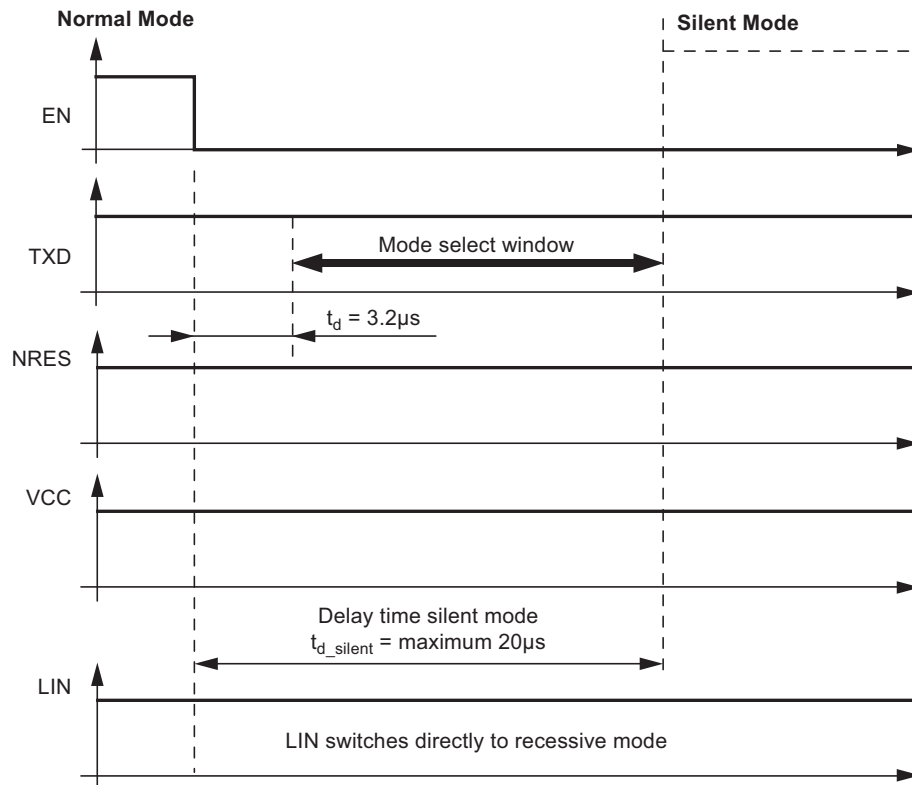 Normal Mode
Silent Mode
EN
TXD
Mode select window
t_d = 3.2µs
NRES
VCC
Delay time silent mode
t_d_silent = maximum 20µs
LIN
LIN switches directly to recessive mode